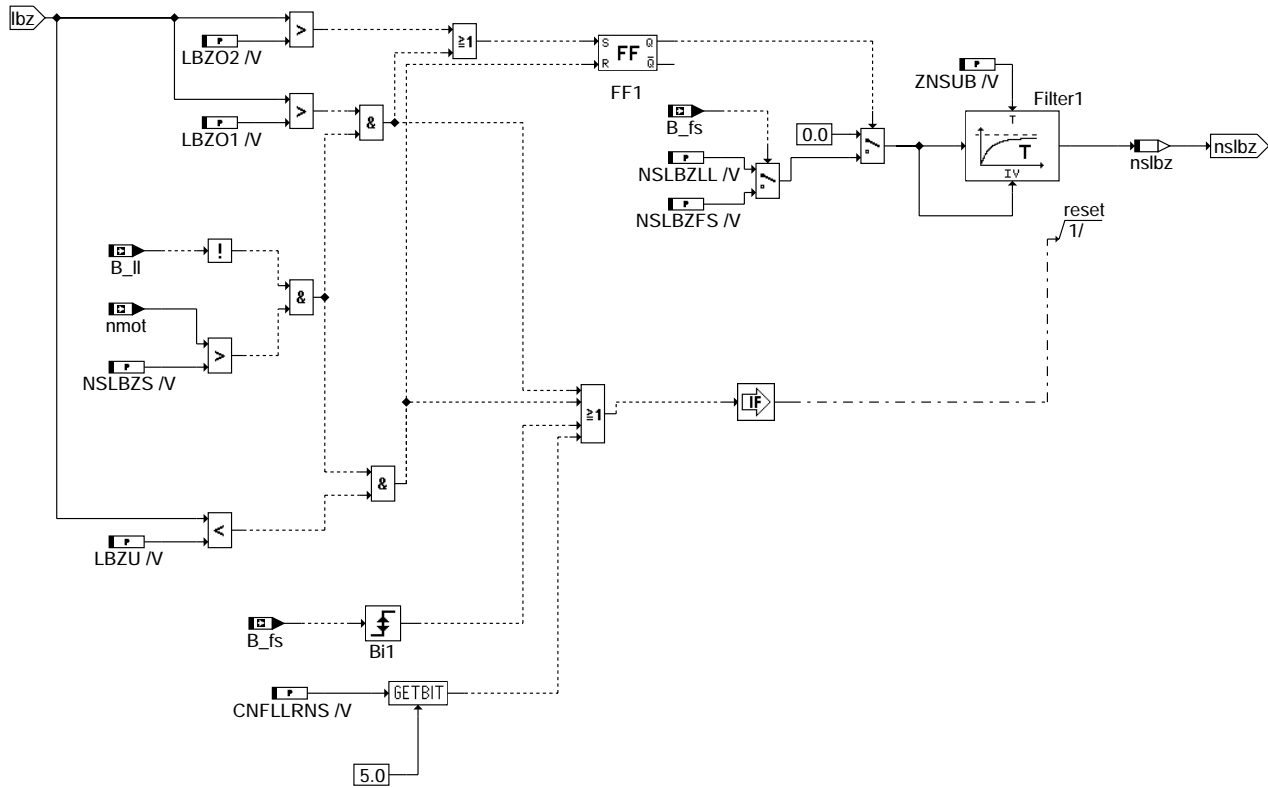 lbz
>
LBZO2 /V
≥1
S
Q
FF
R
Q̅
FF1
>
LBZO1 /V
&
B_fs
0.0
ZNSUB /V
Filter1
T
T
IV
NSLBZLL /V
NSLBZFS /V
nslbz
nslbz
reset
1/
B_ll
!
&
nmot
>
NSLBZS /V
≥1
IF
&
<
LBZU /V
B_fs
Bi1
CNFLLRNS /V
GETBIT
5.0
P
P
P
P
P
P
P
P